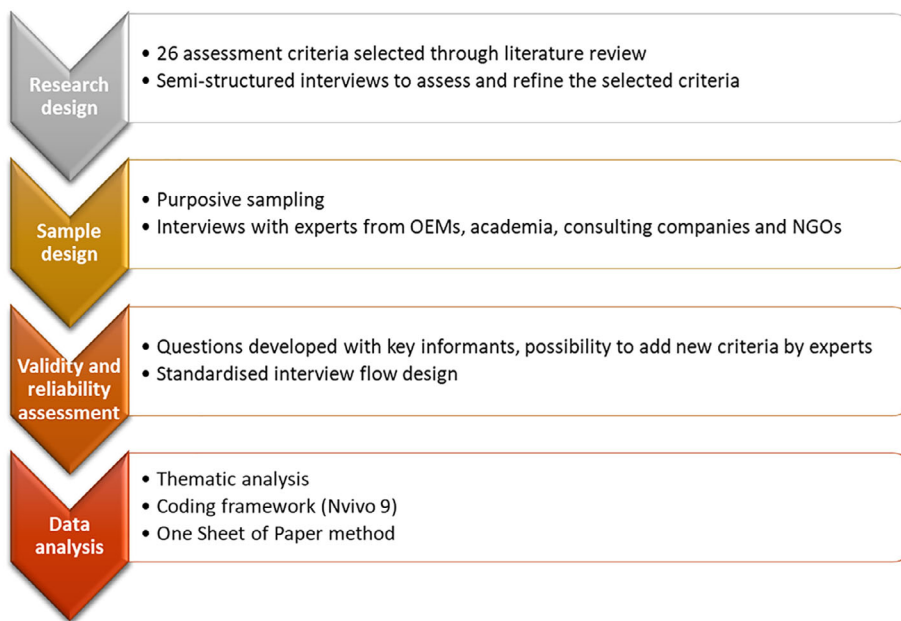 Research
design
• 26 assessment criteria selected through literature review
• Semi-structured interviews to assess and refine the selected criteria
Sample
design
• Purposive sampling
• Interviews with experts from OEMs, academia, consulting companies and NGOs
Validity and
reliability
assessment
• Questions developed with key informants, possibility to add new criteria by experts
• Standardised interview flow design
Data
analysis
• Thematic analysis
• Coding framework (Nvivo 9)
• One Sheet of Paper method